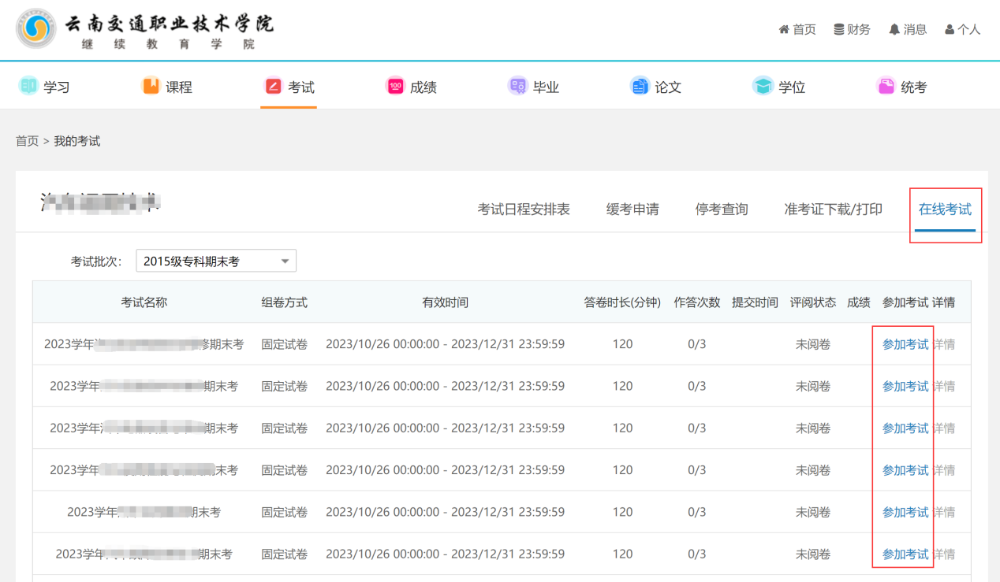 云南交通职业技术学院
继续教育学院
首页 财务 消息 个人
学习 课程 考试 100 成绩 毕业 论文 学位 统考
首页 > 我的考试
考试日程安排表 缓考申请 停考查询 准考证下载/打印 在线考试
考试批次： 2015级专科期末考
考试名称 组卷方式 有效时间 答卷时长(分钟) 作答次数 提交时间 评阅状态 成绩 参加考试 详情
2023学年 修期末考 固定试卷 2023/10/26 00:00:00 - 2023/12/31 23:59:59 120 0/3 未阅卷 参加考试 详情
2023学年 期末考 固定试卷 2023/10/26 00:00:00 - 2023/12/31 23:59:59 120 0/3 未阅卷 参加考试 详情
2023学年 期末考 固定试卷 2023/10/26 00:00:00 - 2023/12/31 23:59:59 120 0/3 未阅卷 参加考试 详情
2023学年 末考 固定试卷 2023/10/26 00:00:00 - 2023/12/31 23:59:59 120 0/3 未阅卷 参加考试 详情
2023学年 期末考 固定试卷 2023/10/26 00:00:00 - 2023/12/31 23:59:59 120 0/3 未阅卷 参加考试 详情
2023学年 期末考 固定试卷 2023/10/26 00:00:00 - 2023/12/31 23:59:59 120 0/3 未阅卷 参加考试 详情